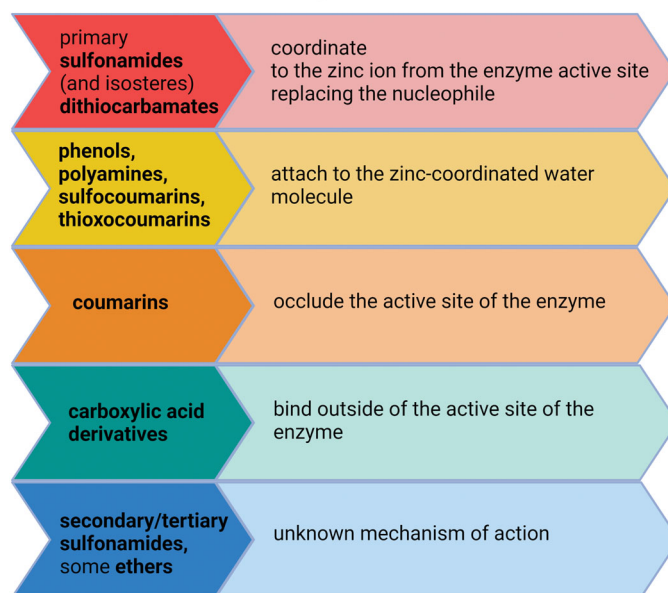 primary
sulfonamides
(and isosteres)
dithiocarbamates
coordinate
to the zinc ion from the enzyme active site
replacing the nucleophile
phenols,
polyamines,
sulfocoumarins,
thioxocoumarins
attach to the zinc-coordinated water
molecule
coumarins
occlude the active site of the enzyme
carboxylic acid
derivatives
bind outside of the active site of the
enzyme
secondary/tertiary
sulfonamides,
some ethers
unknown mechanism of action